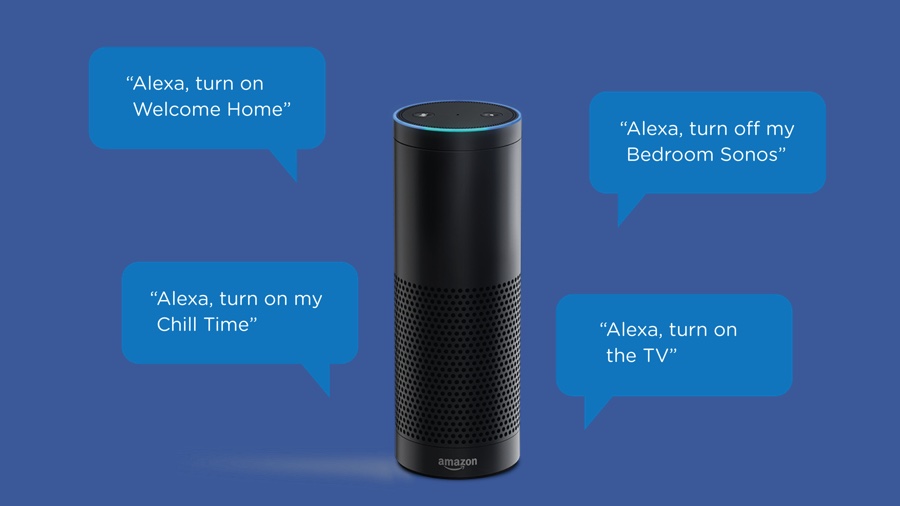 “Alexa, turn on
Welcome Home”
“Alexa, turn off my
Bedroom Sonos”
“Alexa, turn on my
Chill Time”
“Alexa, turn on
the TV”
amazon